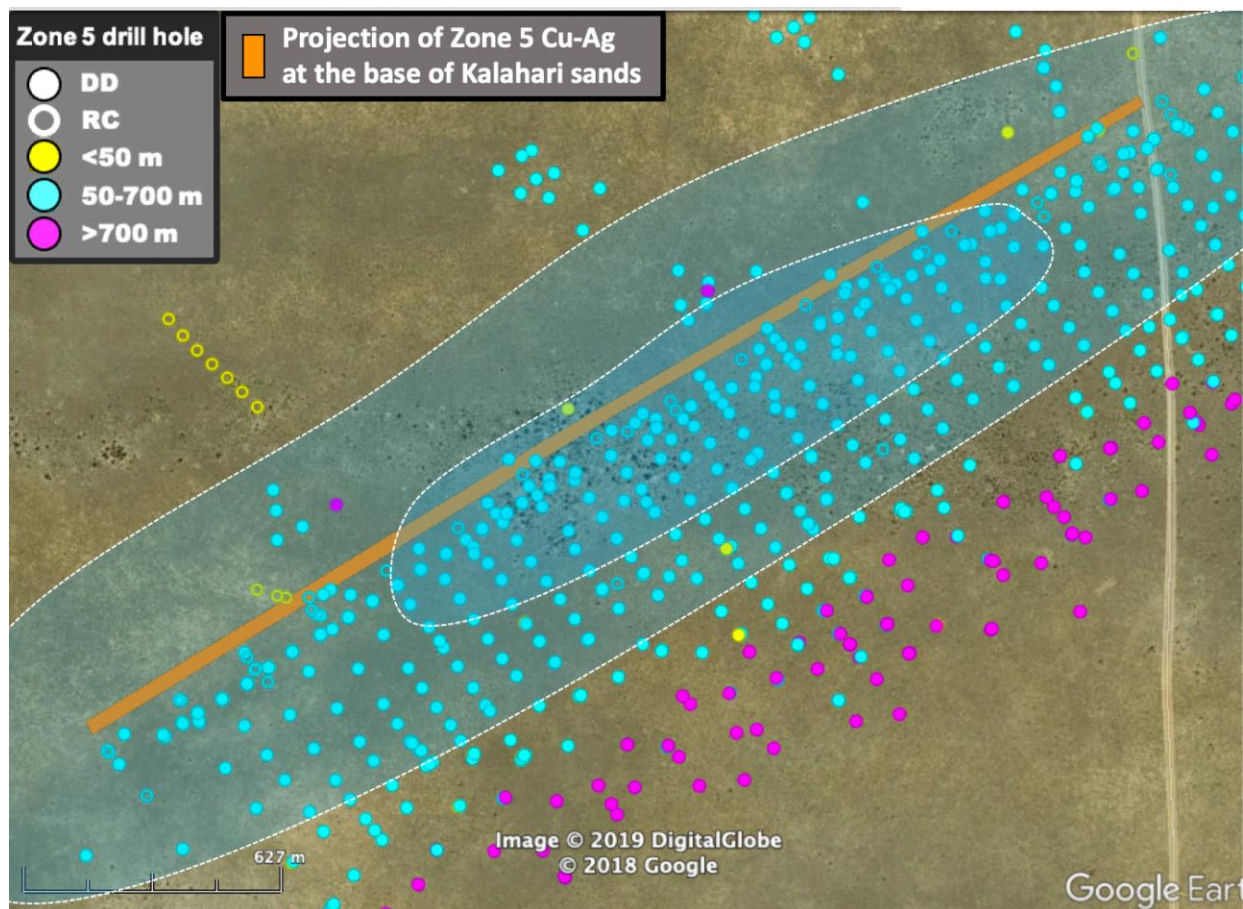 Zone 5 drill hole
DD
RC
<50 m
50-700 m
>700 m
Projection of Zone 5 Cu-Ag
at the base of Kalahari sands
627 m
Image © 2019 DigitalGlobe
© 2018 Google
Google Eart